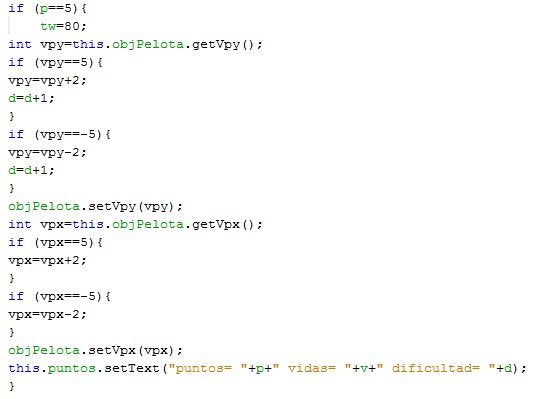 if (p==5){
tw=80;
int vpy=this.objPelota.getVpy();
if (vpy==5){
vpy=vpy+2;
d=d+1;
}
if (vpy==-5){
vpy=vpy-2;
d=d+1;
}
objPelota.setVpy(vpy);
int vpx=this.objPelota.getVpx();
if (vpx==5){
vpx=vpx+2;
}
if (vpx==-5){
vpx=vpx-2;
}
objPelota.setVpx(vpx);
this.puntos.setText("puntos= "+p+" vidas= "+v+" dificultad= "+d);
}